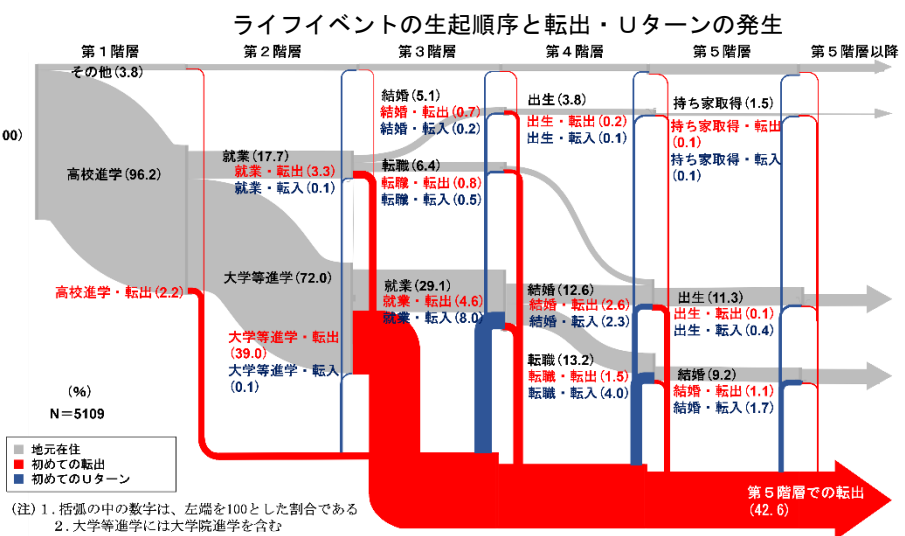 ライフイベントの生起順序と転出・Uターンの発生
第1階層
第2階層
第3階層
第4階層
第5階層
第5階層以降
00)
その他(3.8)
高校進学(96.2)
高校進学・転出(2.2)
就業(17.7)
就業・転出(3.3)
就業・転入(0.1)
大学等進学(72.0)
大学等進学・転出
(39.0)
大学等進学・転入
(0.1)
結婚(5.1)
結婚・転出(0.7)
結婚・転入(0.2)
転職(6.4)
転職・転出(0.8)
転職・転入(0.5)
就業(29.1)
就業・転出(4.6)
就業・転入(8.0)
出生(3.8)
出生・転出(0.2)
出生・転入(0.1)
結婚(12.6)
結婚・転出(2.6)
結婚・転入(2.3)
転職(13.2)
転職・転出(1.5)
転職・転入(4.0)
持ち家取得(1.5)
持ち家取得・転出
(0.1)
持ち家取得・転入
(0.1)
出生(11.3)
出生・転出(0.1)
出生・転入(0.4)
結婚(9.2)
結婚・転出(1.1)
結婚・転入(1.7)
第5階層での転出
(42.6)
(%)
N=5109
地元在住
初めての転出
初めてのUターン
(注) 1.括弧の中の数字は、左端を100とした割合である
2.大学等進学には大学院進学を含む